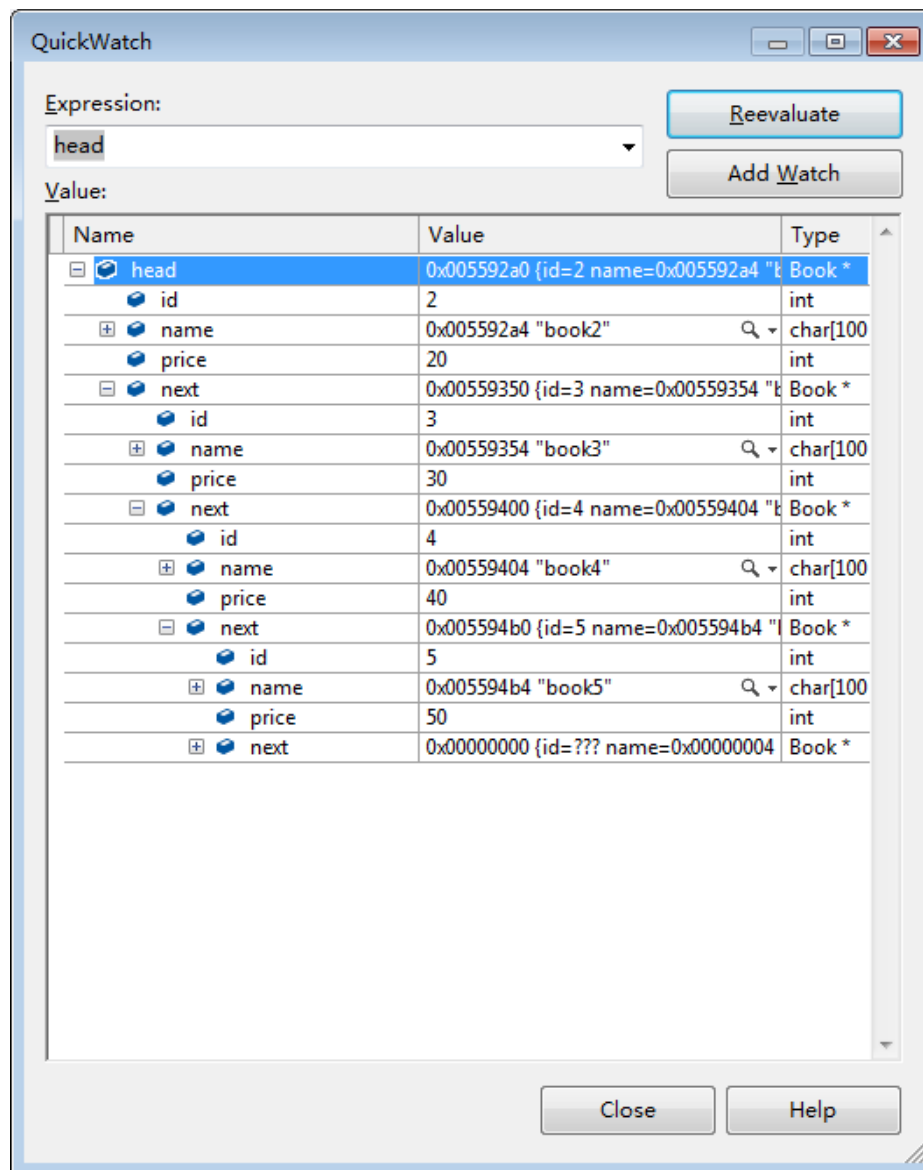 QuickWatch
Expression:
head
Reevaluate
Add Watch
Value:
Name Value Type
head 0x005592a0 {id=2 name=0x005592a4 "b Book *
id 2 int
name 0x005592a4 "book2" char[100
price 20 int
next 0x00559350 {id=3 name=0x00559354 "b Book *
id 3 int
name 0x00559354 "book3" char[100
price 30 int
next 0x00559400 {id=4 name=0x00559404 "b Book *
id 4 int
name 0x00559404 "book4" char[100
price 40 int
next 0x005594b0 {id=5 name=0x005594b4 " Book *
id 5 int
name 0x005594b4 "book5" char[100
price 50 int
next 0x00000000 {id=??? name=0x00000004 Book *
Close Help